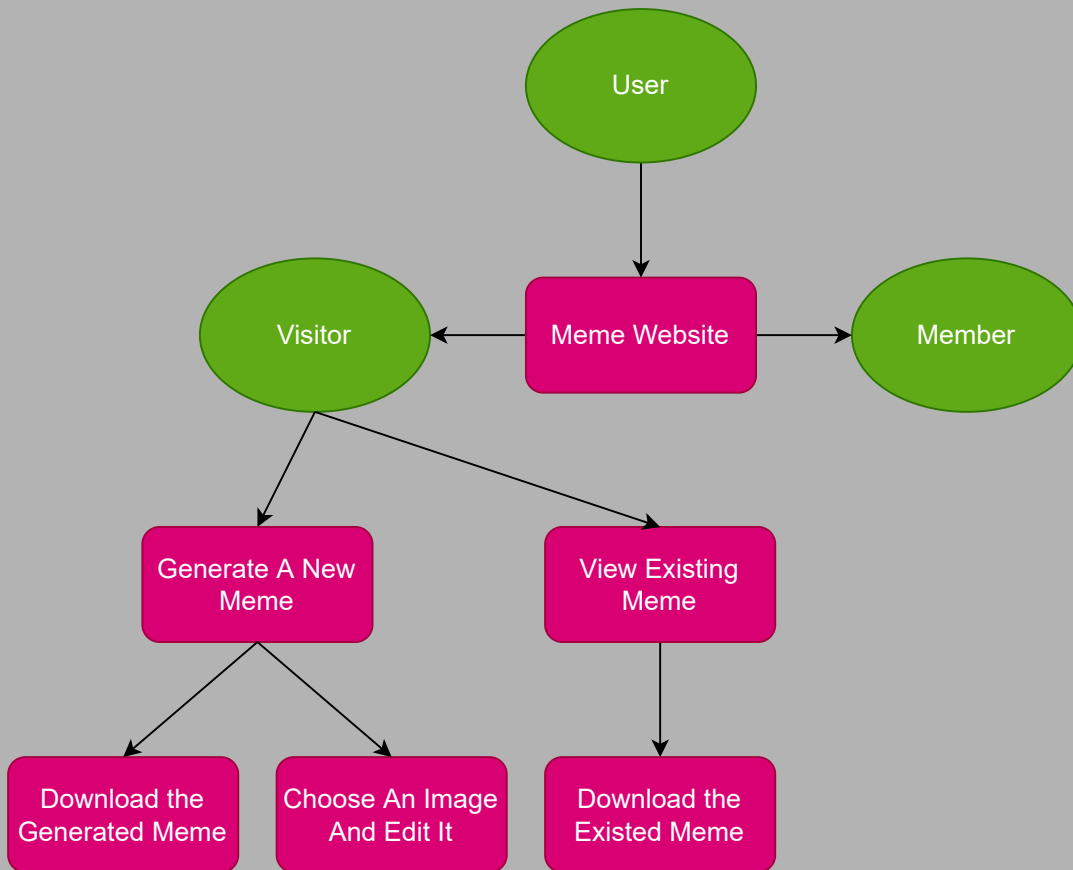 User
Visitor
Meme Website
Member
Generate A New
Meme
View Existing
Meme
Download the
Generated Meme
Choose An Image
And Edit It
Download the
Existed Meme